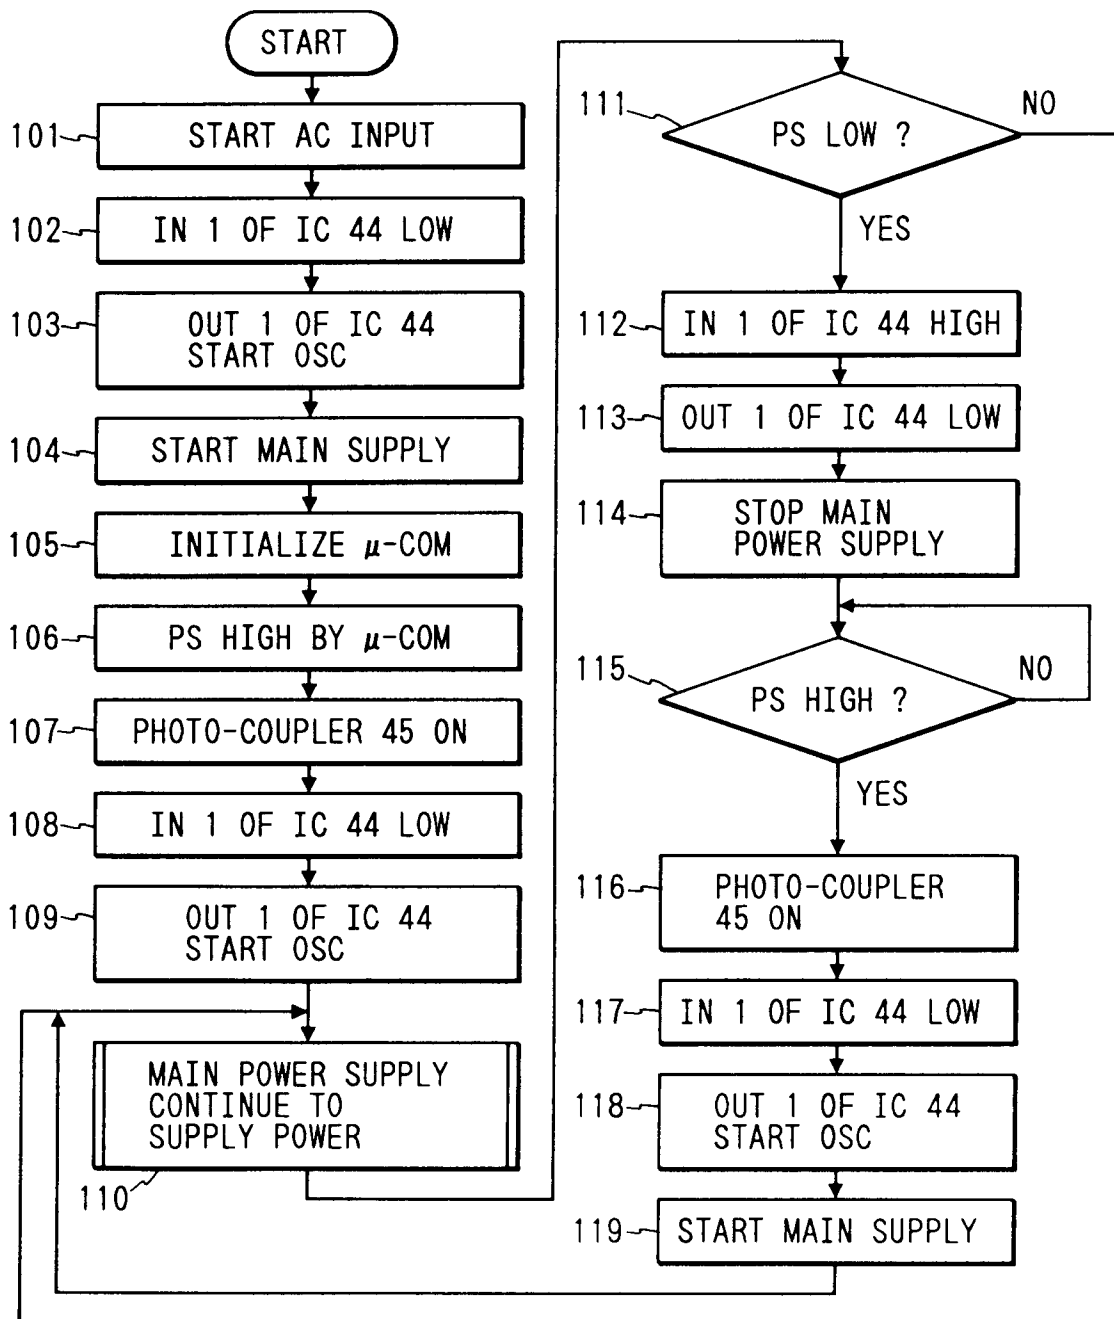 START
101
START AC INPUT
102
IN 1 OF IC 44 LOW
103
OUT 1 OF IC 44
START OSC
104
START MAIN SUPPLY
105
INITIALIZE μ-COM
106
PS HIGH BY μ-COM
107
PHOTO-COUPLER 45 ON
108
IN 1 OF IC 44 LOW
109
OUT 1 OF IC 44
START OSC
MAIN POWER SUPPLY
CONTINUE TO
SUPPLY POWER
110
111
PS LOW ?
NO
YES
112
IN 1 OF IC 44 HIGH
113
OUT 1 OF IC 44 LOW
114
STOP MAIN
POWER SUPPLY
115
PS HIGH ?
NO
YES
116
PHOTO-COUPLER
45 ON
117
IN 1 OF IC 44 LOW
118
OUT 1 OF IC 44
START OSC
119
START MAIN SUPPLY